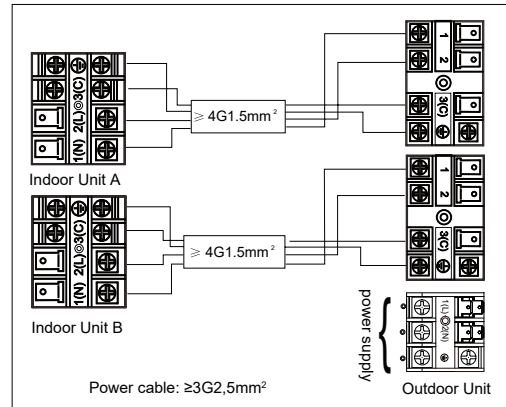 1(N) 2(L) 3(C)
Indoor Unit A
≥ 4G1.5mm²
1
2
3(C)
1(N) 2(L) 3(C)
Indoor Unit B
≥ 4G1.5mm²
1
2
3(C)
power supply
1(L) 2(N)
Power cable: ≥3G2,5mm²
Outdoor Unit